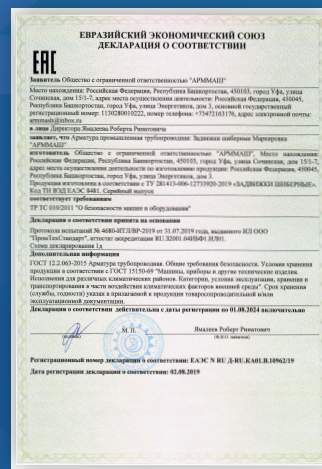 ЕВРАЗИЙСКИЙ ЭКОНОМИЧЕСКИЙ СОЮЗ
ДЕКЛАРАЦИЯ О СООТВЕТСТВИИ
ЕАС
Заявитель Общество с ограниченной ответственностью "АРММАШ"
Место нахождения: Российская Федерация, Республика Башкортостан, 450103, город Уфа, улица
Сочинская, дом 15/1-7, адрес места осуществления деятельности: Российская Федерация, 450045,
Республика Башкортостан, город Уфа, улица Энергетиков, дом 3, основной государственный
регистрационный номер: 1130280010222, номер телефона: +73472163176, адрес электронной почты:
armmash@inbox.ru
в лице Директора Ямалеева Роберта Ринатовича
заявляет, что Арматура промышленная трубопроводная: Задвижки шиберные Маркировка
"АРММАШ"
изготовитель Общество с ограниченной ответственностью "АРММАШ", Место нахождения:
Российская Федерация, Республика Башкортостан, 450103, город Уфа, улица Сочинская, дом 15/1-7,
адрес места осуществления деятельности по изготовлению продукции: Российская Федерация, 450045,
Республика Башкортостан, город Уфа, улица Энергетиков, дом 3.
Продукция изготовлена в соответствии с ТУ 281413-006-12733920-2019 «ЗАДВИЖКИ ШИБЕРНЫЕ».
Код ТН ВЭД ЕАЭС 8481. Серийный выпуск
соответствует требованиям
ТР ТС 010/2011 "О безопасности машин и оборудования"
Декларация о соответствии принята на основании
Протокола испытаний № 4680-ИТЛ/ВР-2019 от 31.07.2019 года, выданного ИЛ ООО
"ПромТехСтандарт", аттестат аккредитации
Схема декларирования 1д
Дополнительная информация
ГОСТ 12.2.063-2015 Арматура трубопроводная. Общие требования безопасности. Условия хранения
продукции в соответствии с ГОСТ 15150-69 "Машины, приборы и другие технические изделия.
Исполнения для различных климатических районов. Категории, условия эксплуатации, хранения и
транспортирования в части воздействия климатических факторов внешней среды". Срок хранения
(службы, годности) указан в прилагаемой к продукции товаросопроводительной и/или
эксплуатационной документации.
Декларация о соответствии действительна с даты регистрации по 01.08.2024 включительно
М. П.
Ямалеев Роберт Ринатович
(подпись)
(Ф.И.О. заявителя)
Регистрационный номер декларации о соответствии: ЕАЭС N RU Д-RU.КА01.В.10962/19
Дата регистрации декларации о соответствии: 02.08.2019